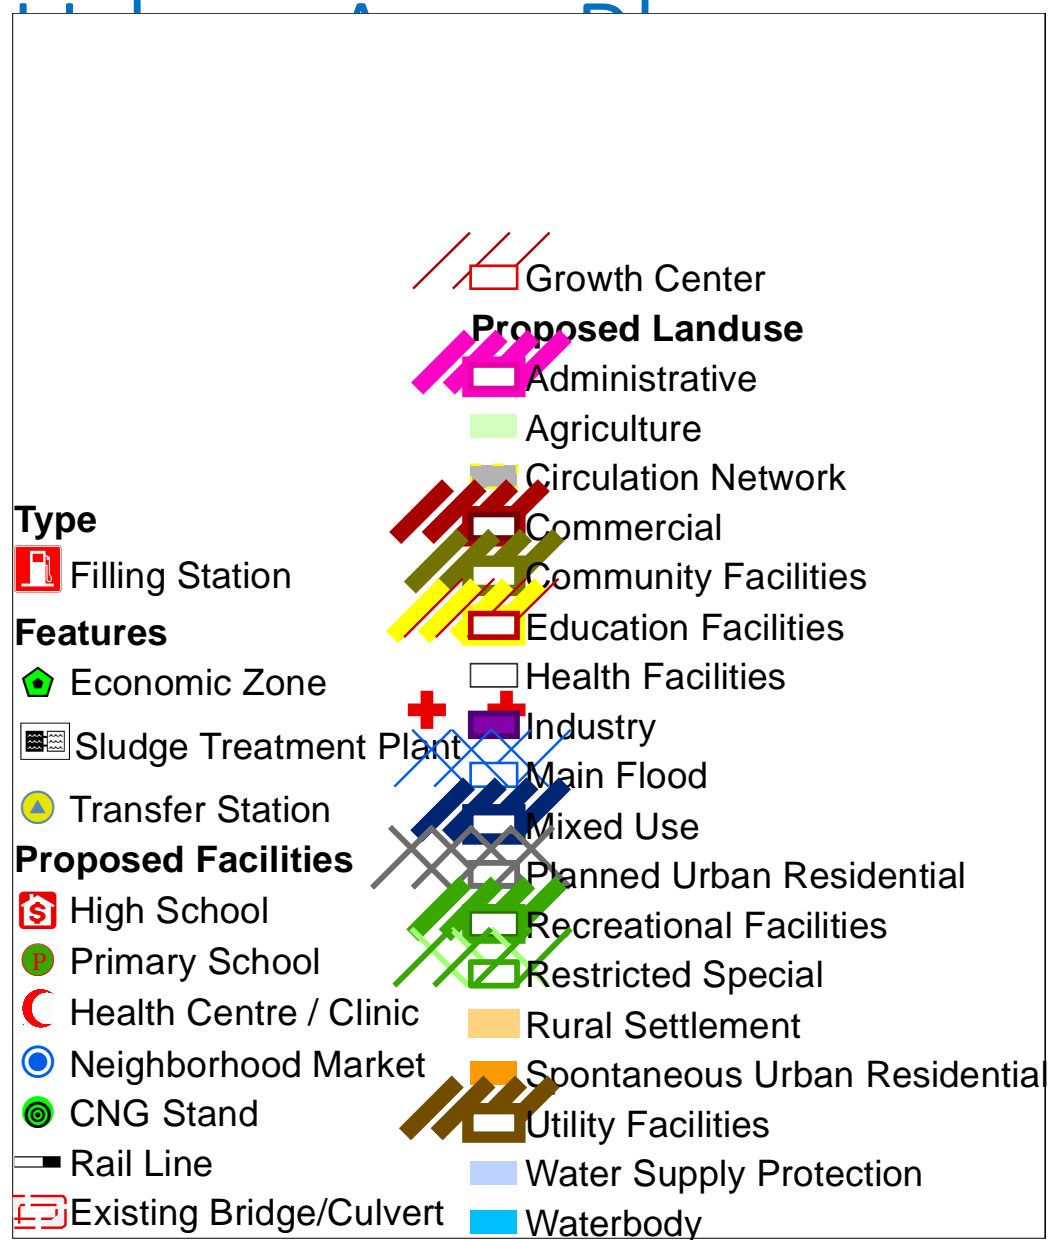 Growth Center
Proposed Landuse
Administrative
Agriculture
Circulation Network
Commercial
Community Facilities
Education Facilities
Health Facilities
Industry
Main Flood
Mixed Use
Planned Urban Residential
Recreational Facilities
Restricted Special
Rural Settlement
Spontaneous Urban Residential
Utility Facilities
Water Supply Protection
Waterbody
Type
Filling Station
Features
Economic Zone
Sludge Treatment Plant
Transfer Station
Proposed Facilities
High School
P Primary School
Health Centre / Clinic
Neighborhood Market
CNG Stand
Rail Line
Existing Bridge/Culvert